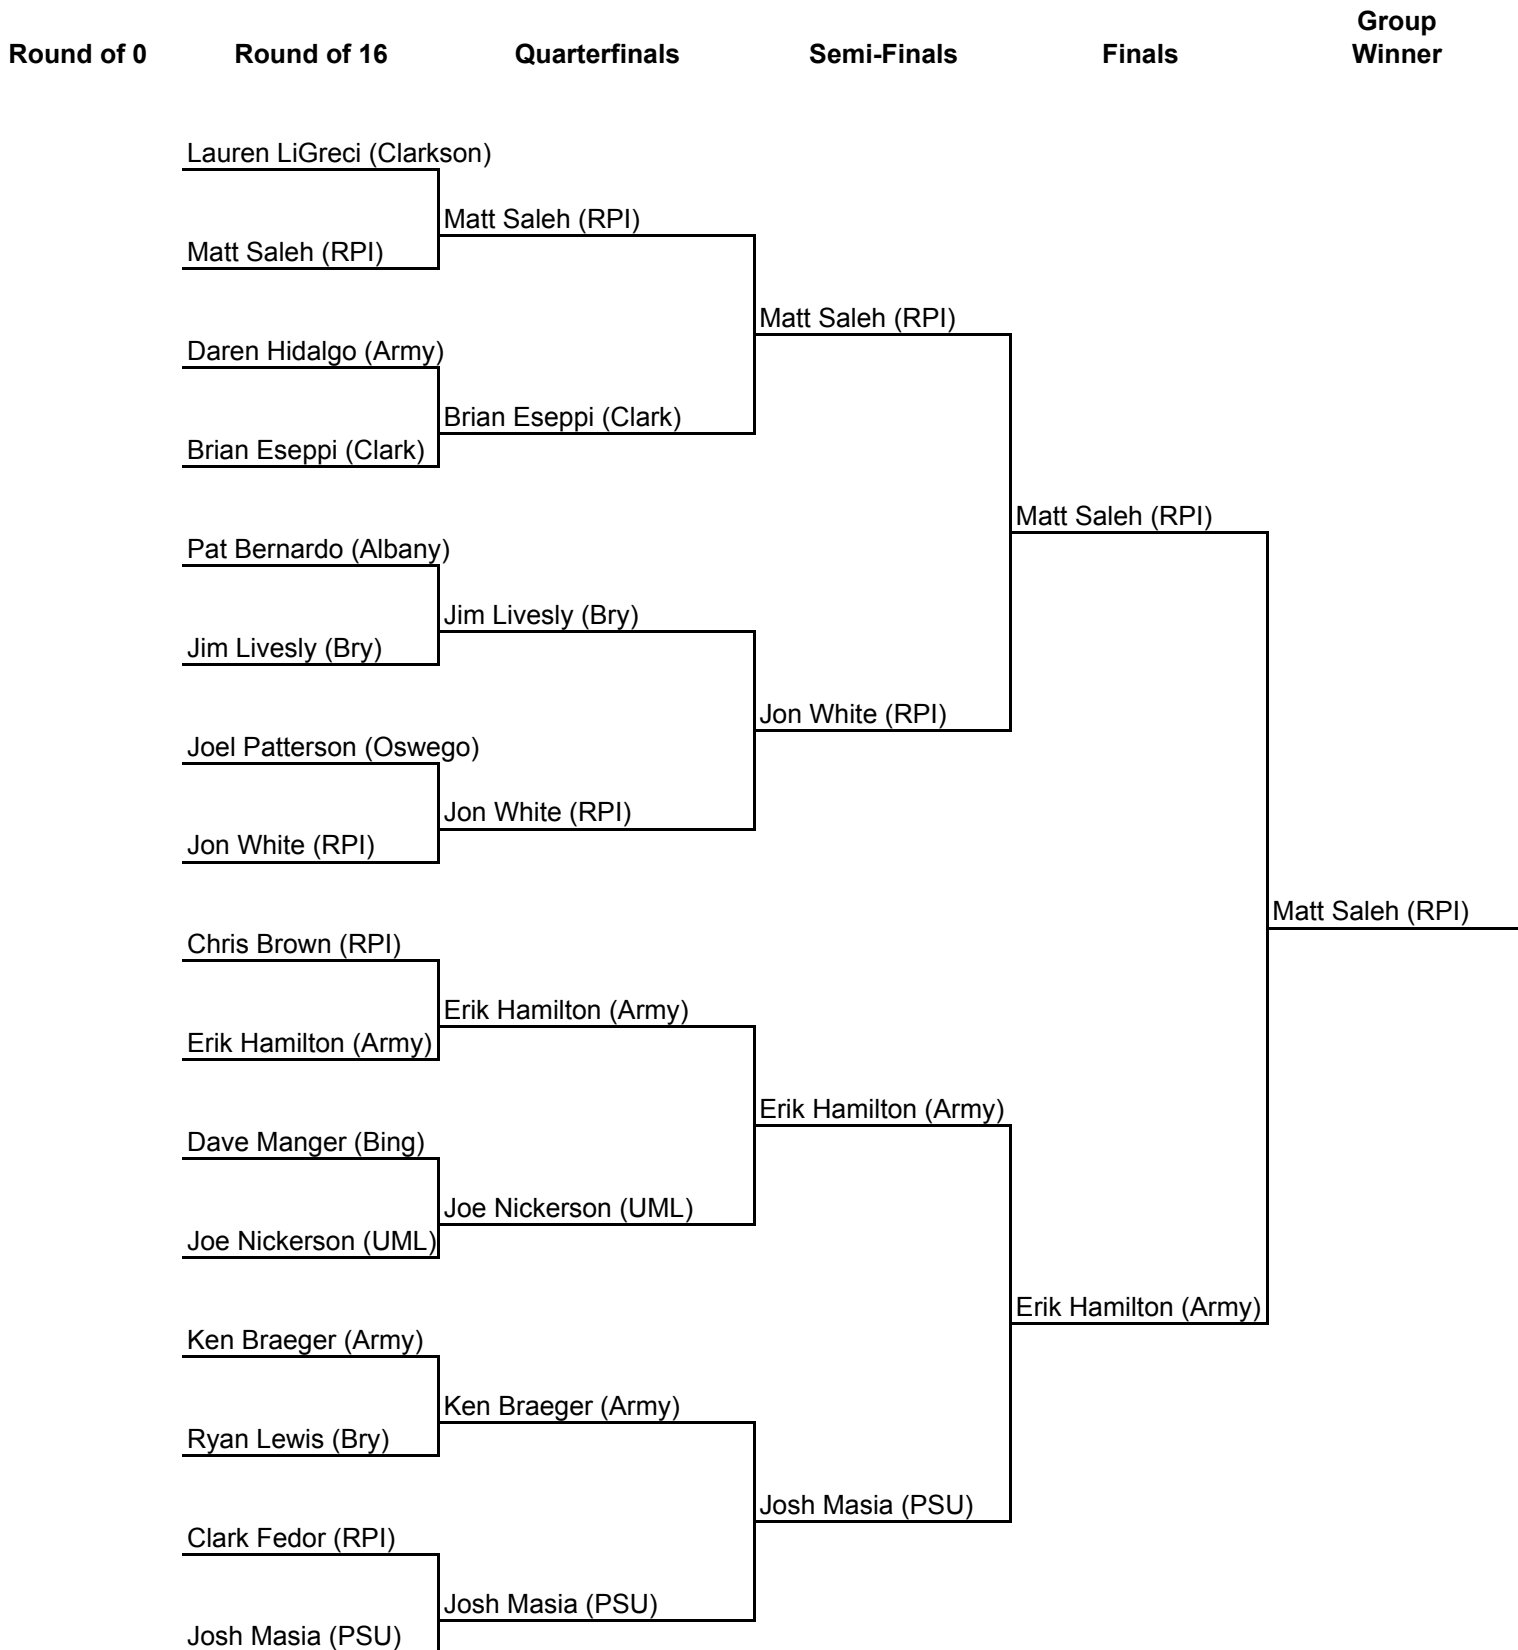 Group
Round of 0 Round of 16 Quarterfinals Semi-Finals Finals Winner
Lauren LiGreci (Clarkson)
Matt Saleh (RPI)
Matt Saleh (RPI)
Matt Saleh (RPI)
Daren Hidalgo (Army)
Brian Eseppi (Clark)
Brian Eseppi (Clark)
Matt Saleh (RPI)
Pat Bernardo (Albany)
Jim Livesly (Bry)
Jim Livesly (Bry)
Jon White (RPI)
Joel Patterson (Oswego)
Jon White (RPI)
Jon White (RPI)
Matt Saleh (RPI)
Chris Brown (RPI)
Erik Hamilton (Army)
Erik Hamilton (Army)
Erik Hamilton (Army)
Dave Manger (Bing)
Joe Nickerson (UML)
Joe Nickerson (UML)
Erik Hamilton (Army)
Ken Braeger (Army)
Ken Braeger (Army)
Ryan Lewis (Bry)
Josh Masia (PSU)
Clark Fedor (RPI)
Josh Masia (PSU)
Josh Masia (PSU)